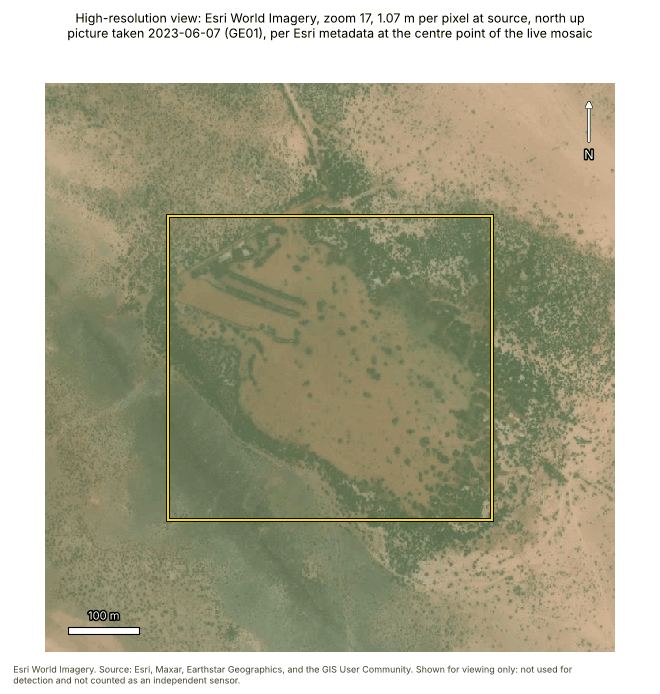 High-resolution view: Esri World Imagery, zoom 17, 1.07 m per pixel at source, north up
picture taken 2023-06-07 (GE01), per Esri metadata at the centre point of the live mosaic
N
100 m
Esri World Imagery. Source: Esri, Maxar, Earthstar Geographics, and the GIS User Community. Shown for viewing only: not used for
detection and not counted as an independent sensor.